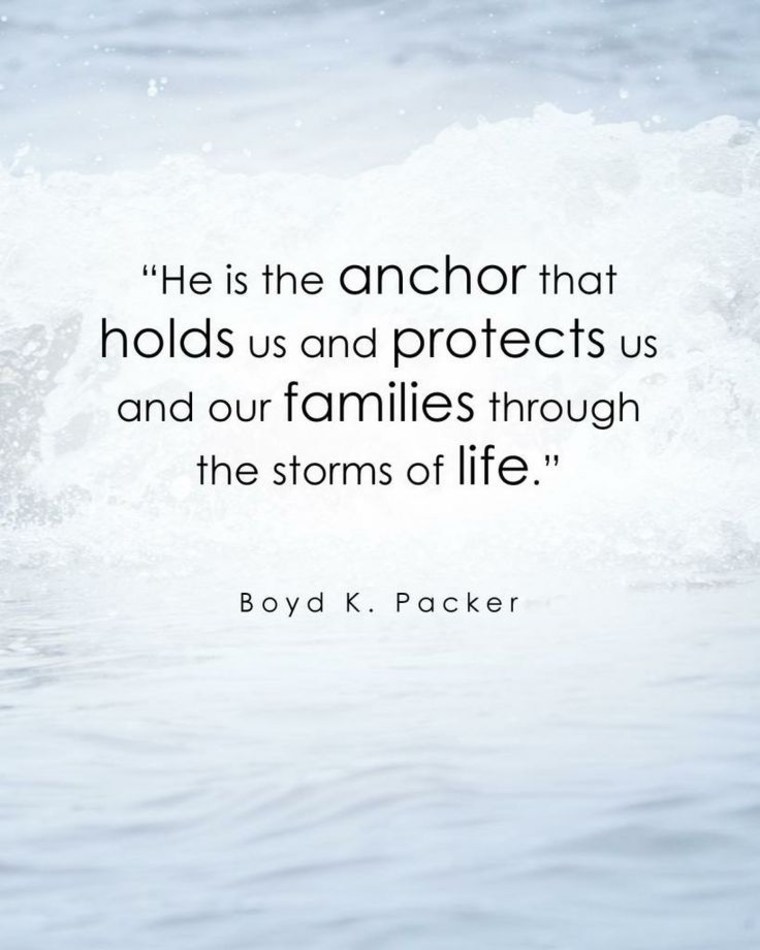 “He is the anchor that
holds us and protects us
and our families through
the storms of life.”
Boyd K. Packer